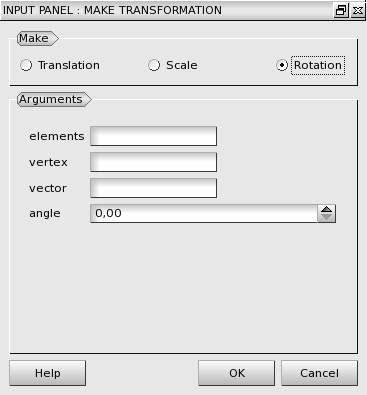 INPUT PANEL : MAKE TRANSFORMATION
Make
Translation Scale Rotation
Arguments
elements
vertex
vector
angle 0,00
Help OK Cancel